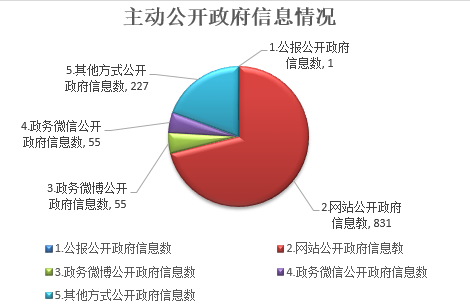 主动公开政府信息情况
1.公报公开政府
信息数, 1
5.其他方式公开
政府信息数, 227
4.政务微信公开
政府信息数, 55
3.政务微博公开
政府信息数, 55
2.网站公开政府
信息数, 831
1.公报公开政府信息数
2.网站公开政府信息数
3.政务微博公开政府信息数
4.政务微信公开政府信息数
5.其他方式公开政府信息数